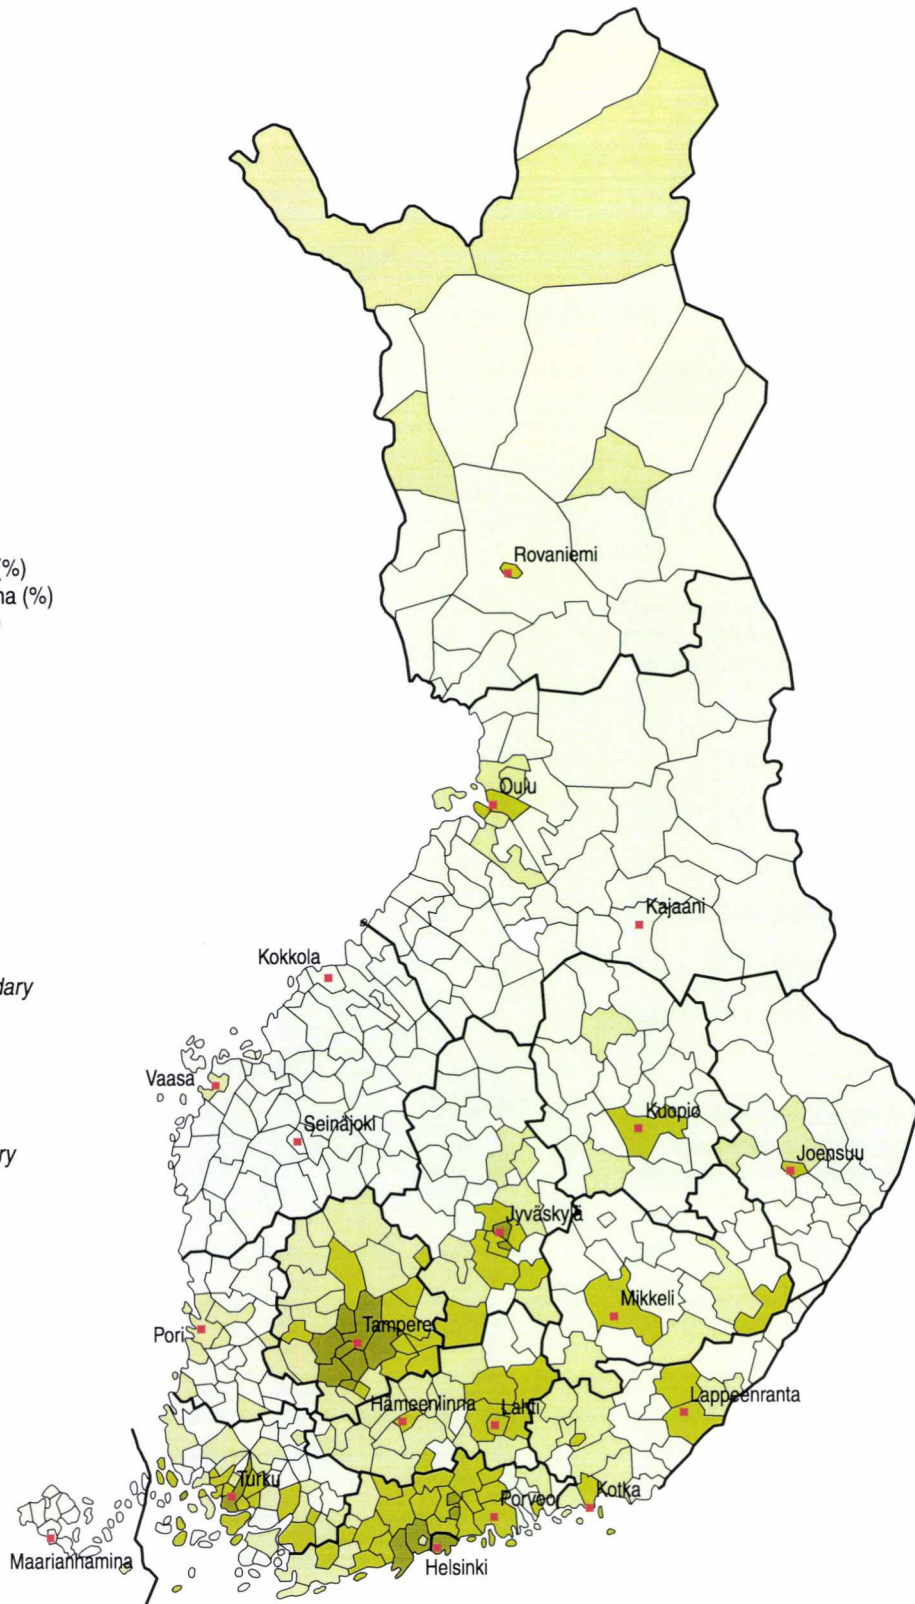 (%)
na (%)
)
Rovaniemi
Oulu
Kajaani
Kokkola
dary
Vaasa
Kuopio
Seinäjoki
ry
Joensuu
Jyväskylä
Mikkeli
Pori
Tampere
Lappeenranta
Hämeenlinna
Lahti
Turku
Porvoo
Kotka
Maarianhamina
Helsinki